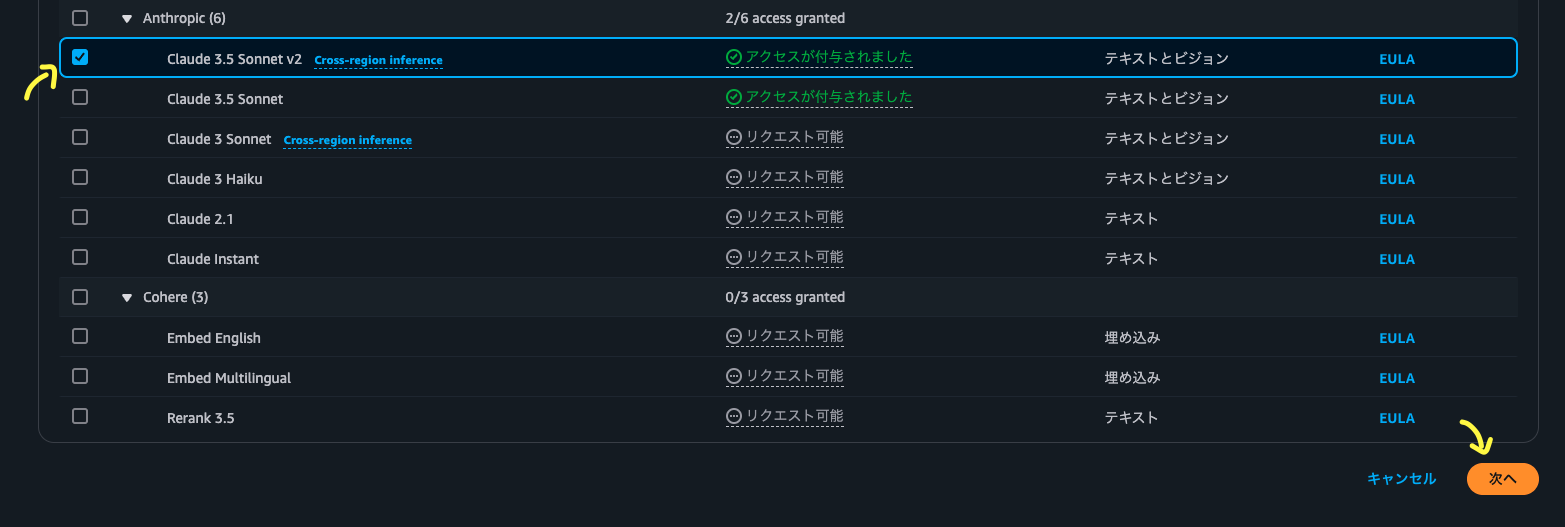 Anthropic (6) 2/6 access granted
Claude 3.5 Sonnet v2 Cross-region inference アクセスが付与されました テキストとビジョン EULA
Claude 3.5 Sonnet アクセスが付与されました テキストとビジョン EULA
Claude 3 Sonnet Cross-region inference リクエスト可能 テキストとビジョン EULA
Claude 3 Haiku リクエスト可能 テキストとビジョン EULA
Claude 2.1 リクエスト可能 テキスト EULA
Claude Instant リクエスト可能 テキスト EULA
Cohere (3) 0/3 access granted
Embed English リクエスト可能 埋め込み EULA
Embed Multilingual リクエスト可能 埋め込み EULA
Rerank 3.5 リクエスト可能 テキスト EULA
キャンセル 次へ